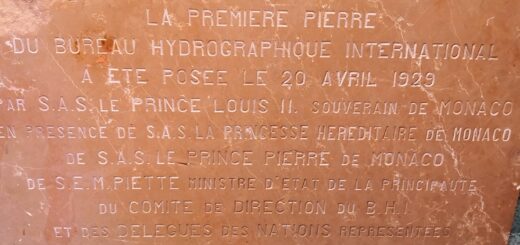 LA PREMIERE PIERRE
DU BUREAU HYDROGRAPHIQUE INTERNATIONAL
A ETE POSEE LE 20 AVRIL 1929
PAR S.A.S. LE PRINCE LOUIS II. SOUVERAIN DE MONACO
EN PRESENCE DE S.A.S. LA PRINCESSE HEREDITAIRE DE MONACO
DE S.A.S. LE PRINCE PIERRE DE MONACO
DE S.E.M. PIETTE MINISTRE D'ETAT DE LA PRINCIPAUTE
DU COMITE DE DIRECTION DU B.H.I.
ET DES DELEGUES DES NATIONS REPRESENTEES